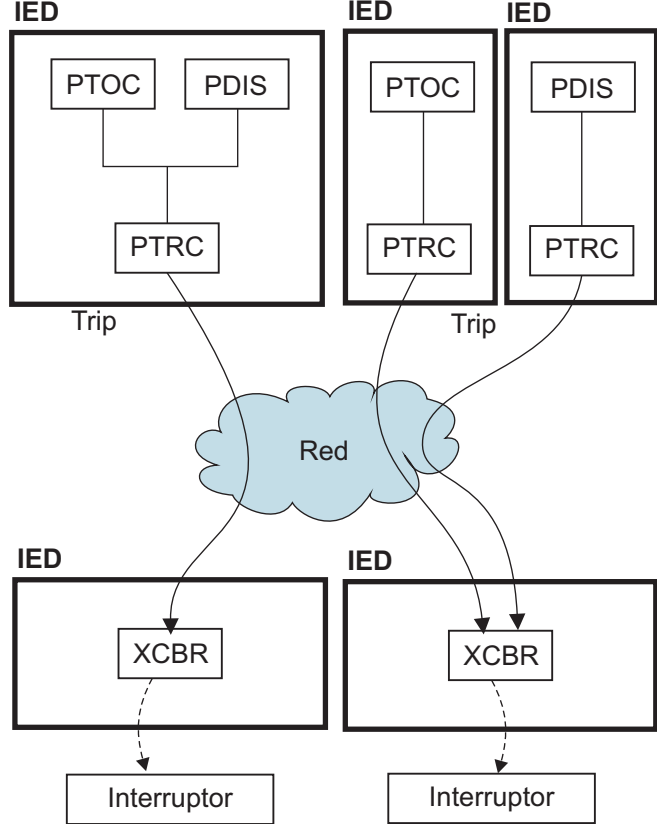 IED
IED
IED
PTOC
PDIS
PTOC
PDIS
PTRC
PTRC
PTRC
Trip
Trip
Red
IED
IED
XCBR
XCBR
Interruptor
Interruptor